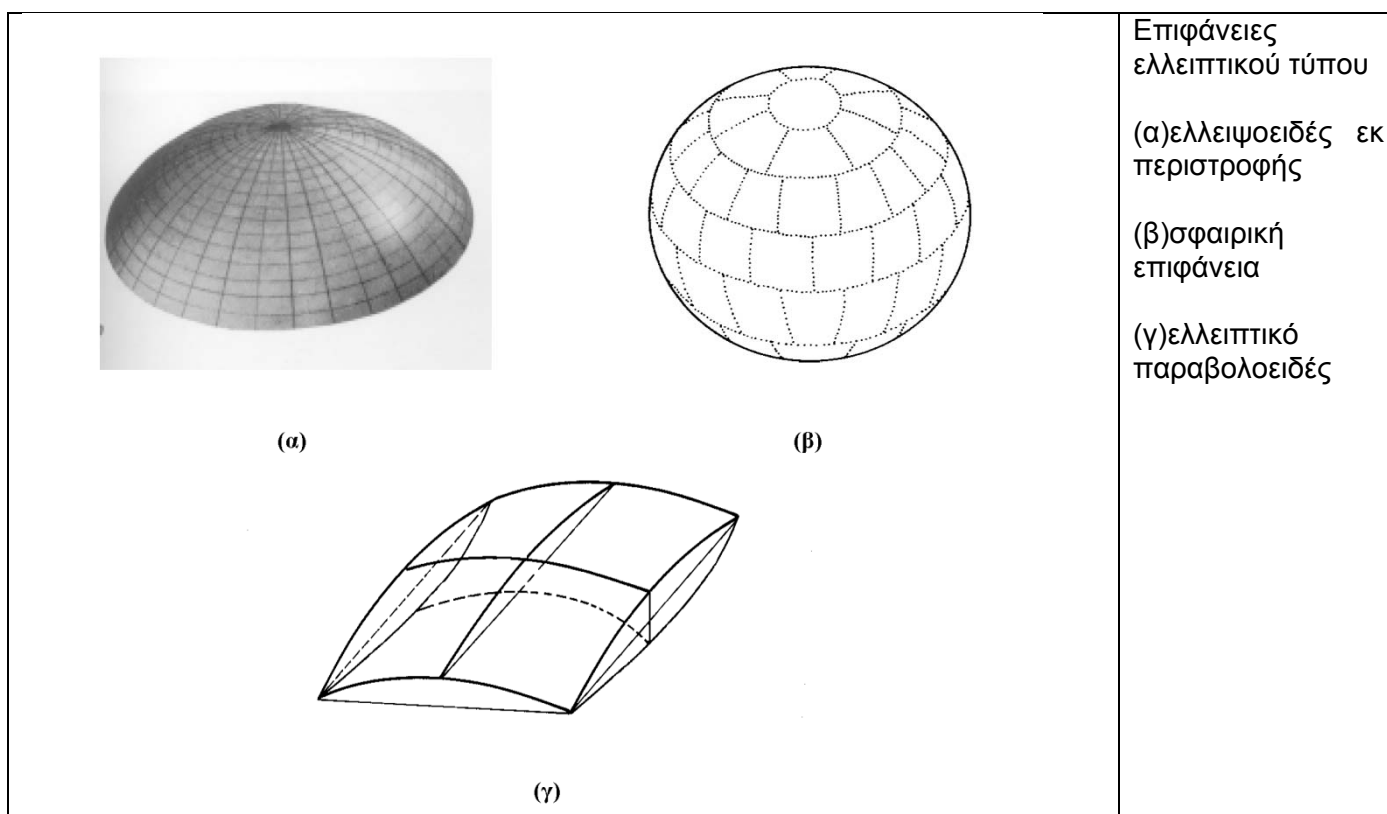 (α)
(β)
(γ)
Επιφάνειες
ελλειπτικού τύπου
(α)ελλειψοειδές εκ
περιστροφής
(β)σφαιρική
επιφάνεια
(γ)ελλειπτικό
παραβολοειδές